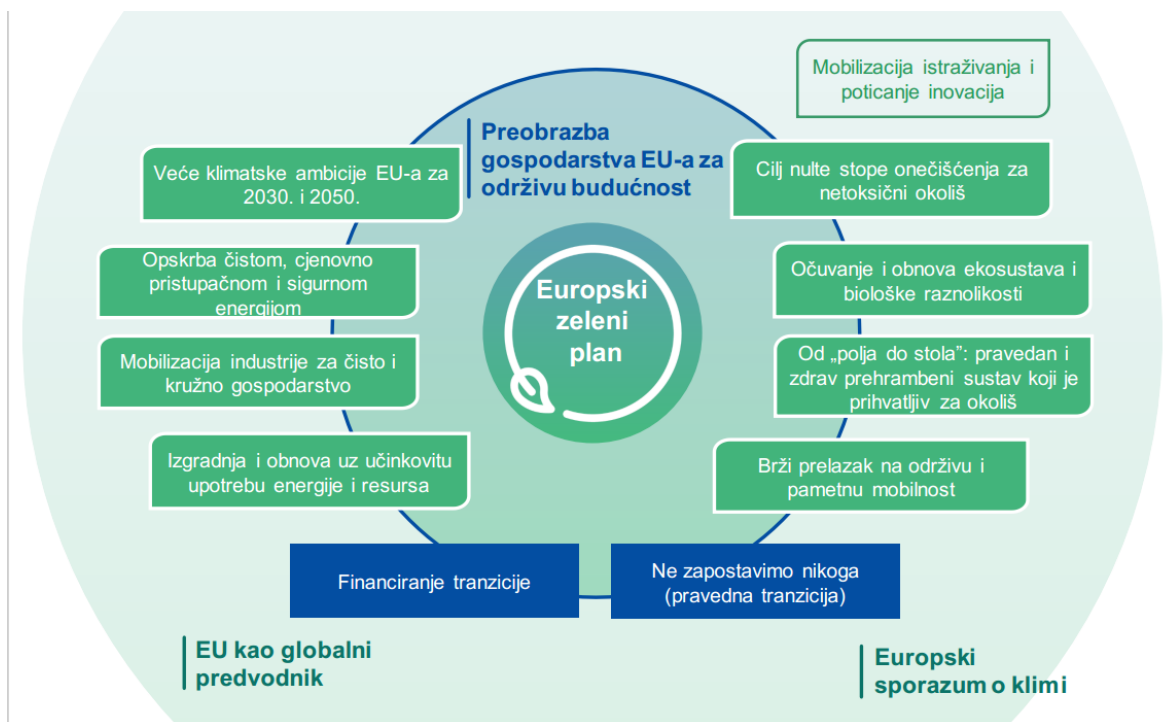 Mobilizacija istraživanja i
poticanje inovacija
Preobrazba
gospodarstva EU-a za
održivu budućnost
Veće klimatske ambicije EU-a za
2030. i 2050.
Cilj nulte stope onečišćenja za
netoksični okoliš
Opskrba čistom, cjenovno
pristupačnom i sigurnom
energijom
Očuvanje i obnova ekosustava i
biološke raznolikosti
Europski
zeleni
plan
Mobilizacija industrije za čisto i
kružno gospodarstvo
Od „polja do stola”: pravedan i
zdrav prehrambeni sustav koji je
prihvatljiv za okoliš
Izgradnja i obnova uz učinkovitu
upotrebu energije i resursa
Brži prelazak na održivu i
pametnu mobilnost
Financiranje tranzicije
Ne zapostavimo nikoga
(pravedna tranzicija)
EU kao globalni
predvodnik
Europski
sporazum o klimi